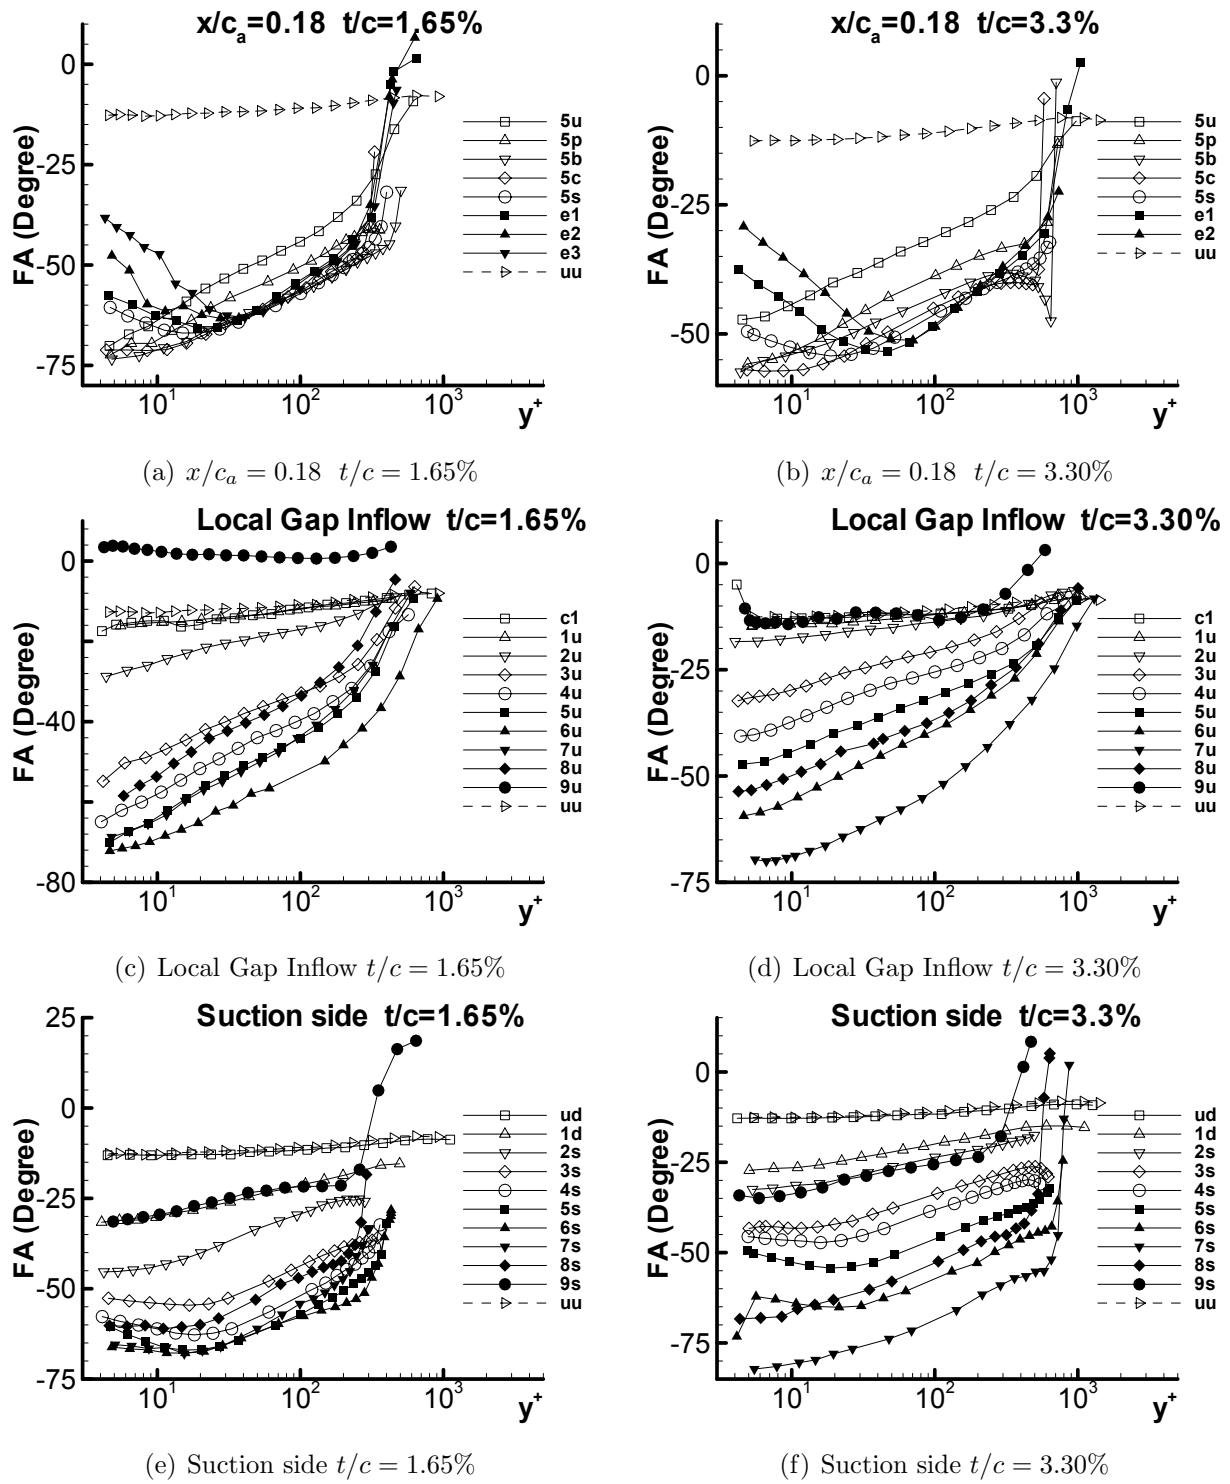 x/cₐ=0.18 t/c=1.65%
0
-25
-50
-75
FA (Degree)
10¹
10²
10³
y⁺
5u
5p
5b
5c
5s
e1
e2
e3
uu
(a) x/cₐ = 0.18 t/c = 1.65%
x/cₐ=0.18 t/c=3.3%
0
-25
-50
FA (Degree)
10¹
10²
10³
y⁺
5u
5p
5b
5c
5s
e1
e2
uu
(b) x/cₐ = 0.18 t/c = 3.30%
Local Gap Inflow t/c=1.65%
0
-40
-80
FA (Degree)
10¹
10²
10³
y⁺
c1
1u
2u
3u
4u
5u
6u
7u
8u
9u
uu
(c) Local Gap Inflow t/c = 1.65%
Local Gap Inflow t/c=3.30%
0
-25
-50
-75
FA (Degree)
10¹
10²
10³
y⁺
c1
1u
2u
3u
4u
5u
6u
7u
8u
9u
uu
(d) Local Gap Inflow t/c = 3.30%
Suction side t/c=1.65%
25
0
-25
-50
-75
FA (Degree)
10¹
10²
10³
y⁺
ud
1d
2s
3s
4s
5s
6s
7s
8s
9s
uu
(e) Suction side t/c = 1.65%
Suction side t/c=3.3%
0
-25
-50
-75
FA (Degree)
10¹
10²
10³
y⁺
ud
1d
2s
3s
4s
5s
6s
7s
8s
9s
uu
(f) Suction side t/c = 3.30%